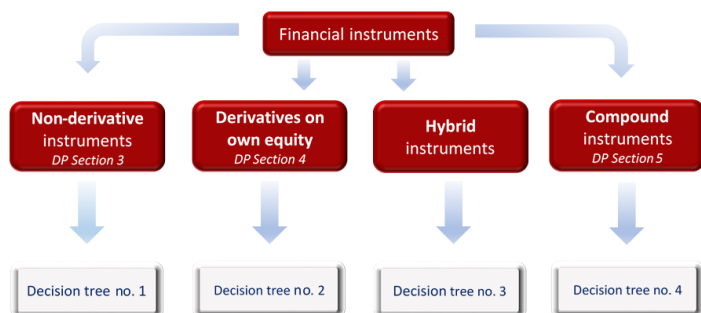 Financial instruments
Non-derivative
instruments
DP Section 3
Derivatives on
own equity
DP Section 4
Hybrid
instruments
Compound
instruments
DP Section 5
Decision tree no. 1
Decision tree no. 2
Decision tree no. 3
Decision tree no. 4